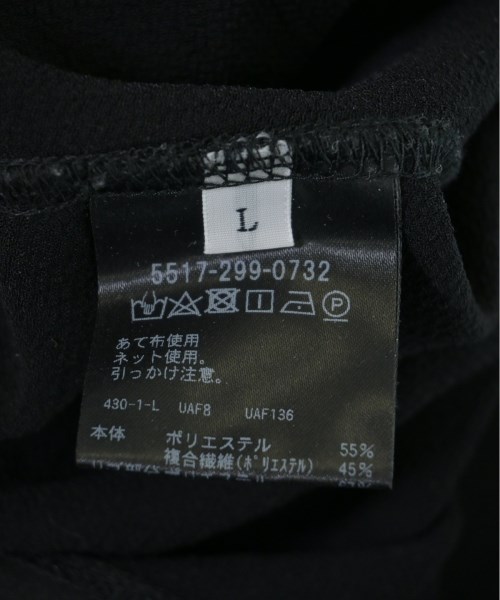 L
5517-299-0732
P
あて布使用
ネット使用。
引っかけ注意。
430-1-L UAF8 UAF136
本体 ポリエステル 55%
複合繊維(ポリエステル) 45%